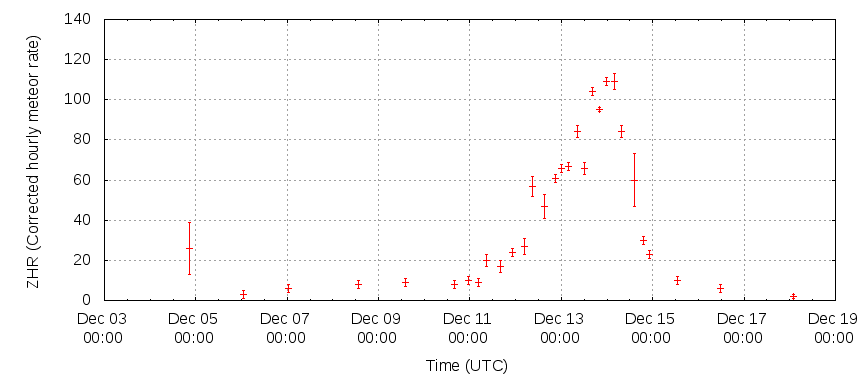 140
120
100
80
60
40
20
0
ZHR (Corrected hourly meteor rate)
Dec 03 Dec 05 Dec 07 Dec 09 Dec 11 Dec 13 Dec 15 Dec 17 Dec 19
00:00 00:00 00:00 00:00 00:00 00:00 00:00 00:00 00:00
Time (UTC)